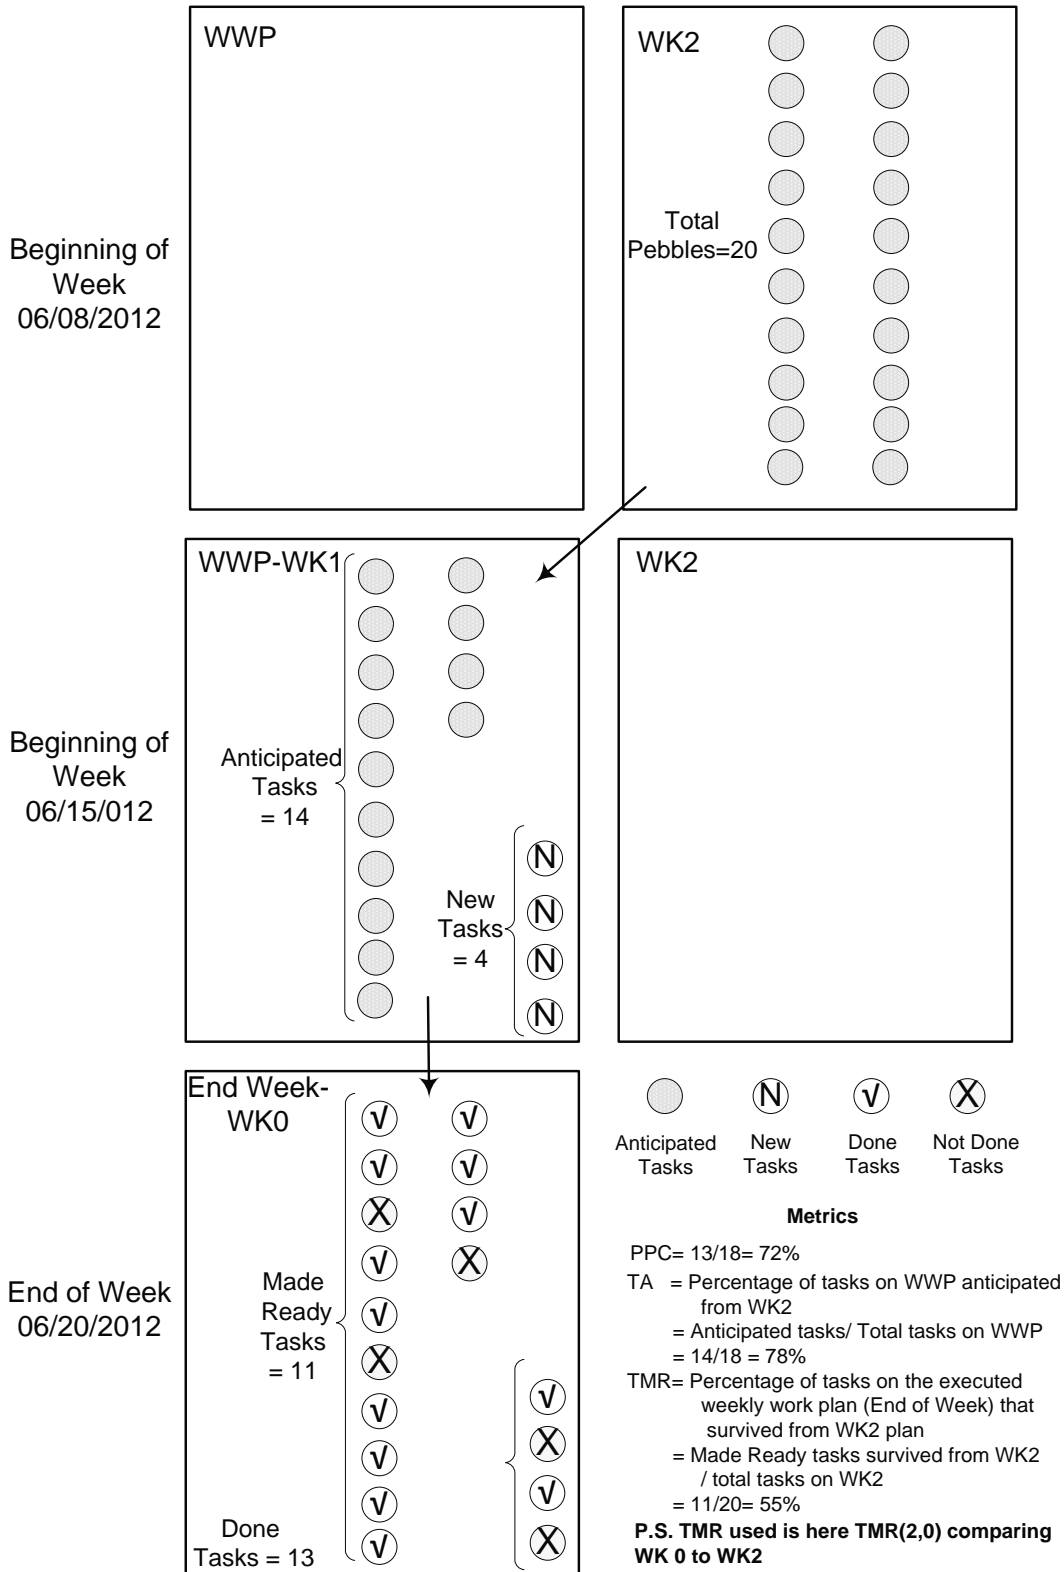 WWP
WK2
Total
Pebbles=20
Beginning of
Week
06/08/2012
WWP-WK1
WK2
Anticipated
Tasks
= 14
New
Tasks
= 4
N
N
N
N
Beginning of
Week
06/15/012
End Week-
WK0
√ √
√ √
X √
√ X
√
X
√
√
√
√
Made
Ready
Tasks
= 11
√
X
√
X
Done
Tasks = 13
End of Week
06/20/2012
N √ X
Anticipated
Tasks
New
Tasks
Done
Tasks
Not Done
Tasks
Metrics
PPC= 13/18= 72%
TA = Percentage of tasks on WWP anticipated
from WK2
= Anticipated tasks/ Total tasks on WWP
= 14/18 = 78%
TMR= Percentage of tasks on the executed
weekly work plan (End of Week) that
survived from WK2 plan
= Made Ready tasks survived from WK2
/ total tasks on WK2
= 11/20= 55%
P.S. TMR used is here TMR(2,0) comparing
WK 0 to WK2